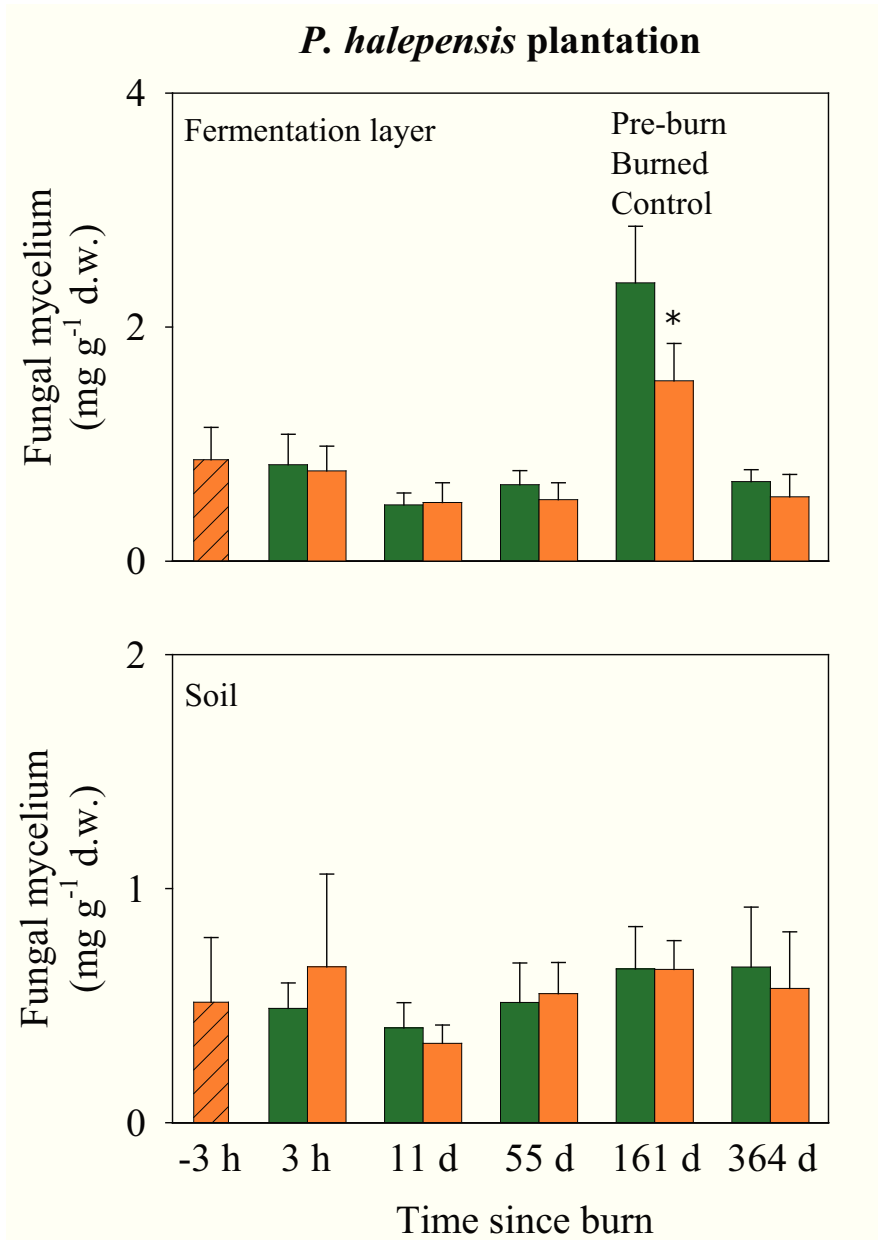 P. halepensis plantation
Fermentation layer
Pre-burn
Burned
Control
*
4
2
0
Fungal mycelium
(mg g⁻¹ d.w.)
Soil
2
1
0
Fungal mycelium
(mg g⁻¹ d.w.)
-3 h 3 h 11 d 55 d 161 d 364 d
Time since burn